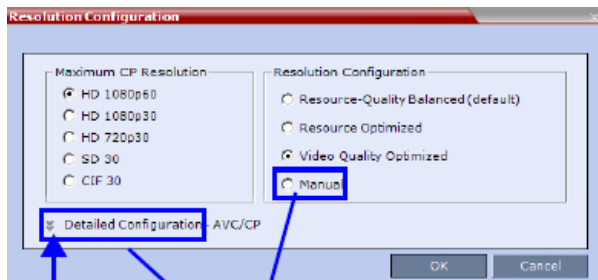 Resolution Configuration
Maximum CP Resolution
HD 1080p60
HD 1080p30
HD 720p30
SD 30
CIF 30
Resolution Configuration
Resource-Quality Balanced (default)
Resource Optimized
Video Quality Optimized
Manual
Detailed Configuration - AVC/CP
OK
Cancel